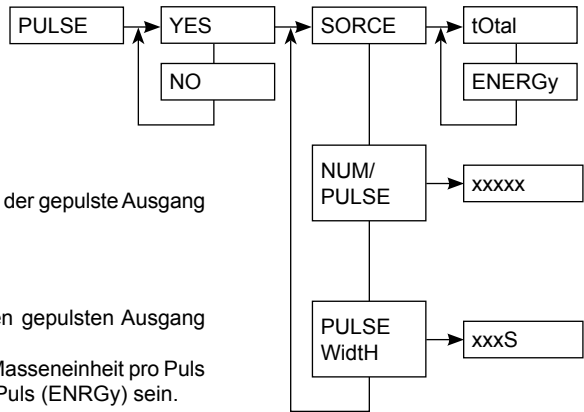 PULSE
YES
SORCE
tOtal
NO
ENERGy
NUM/
PULSE
xxxxx
der gepulste Ausgang
en gepulsten Ausgang
Masseneinheit pro Puls
Puls (ENRGy) sein.
PULSE
WidtH
xxxS